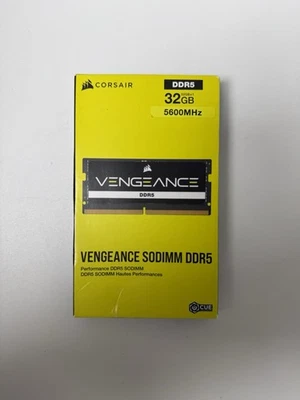 CORSAIR
DDR5
32GB
5600MHz
VENGEANCE
DDR5
VENGEANCE SODIMM DDR5
Performance DDR5 SODIMM
DDR5 SODIMM Hautes Performances
iCUE